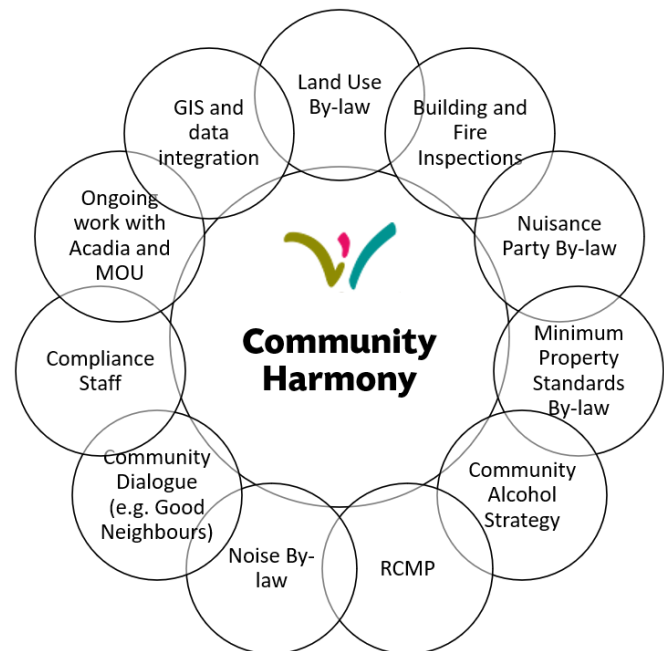 Land Use
By-law
Building and
Fire
Inspections
Nuisance
Party By-law
Minimum
Property
Standards
By-law
Community
Alcohol
Strategy
RCMP
Noise By-
law
Community
Dialogue
(e.g. Good
Neighbours)
Compliance
Staff
Ongoing
work with
Acadia and
MOU
GIS and
data
integration
Community
Harmony